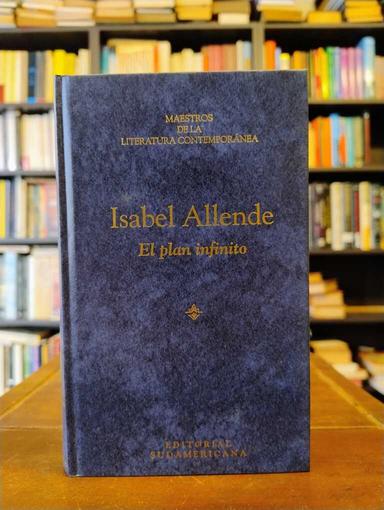 MAESTROS
DE LA
LITERATURA CONTEMPORÁNEA
Isabel Allende
El plan infinito
EDITORIAL
SUDAMERICANA